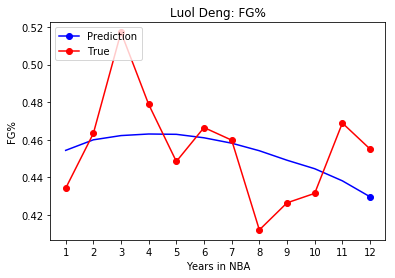 Luol Deng: FG%
Prediction
True
0.52
0.50
0.48
0.46
0.44
0.42
FG%
1 2 3 4 5 6 7 8 9 10 11 12
Years in NBA